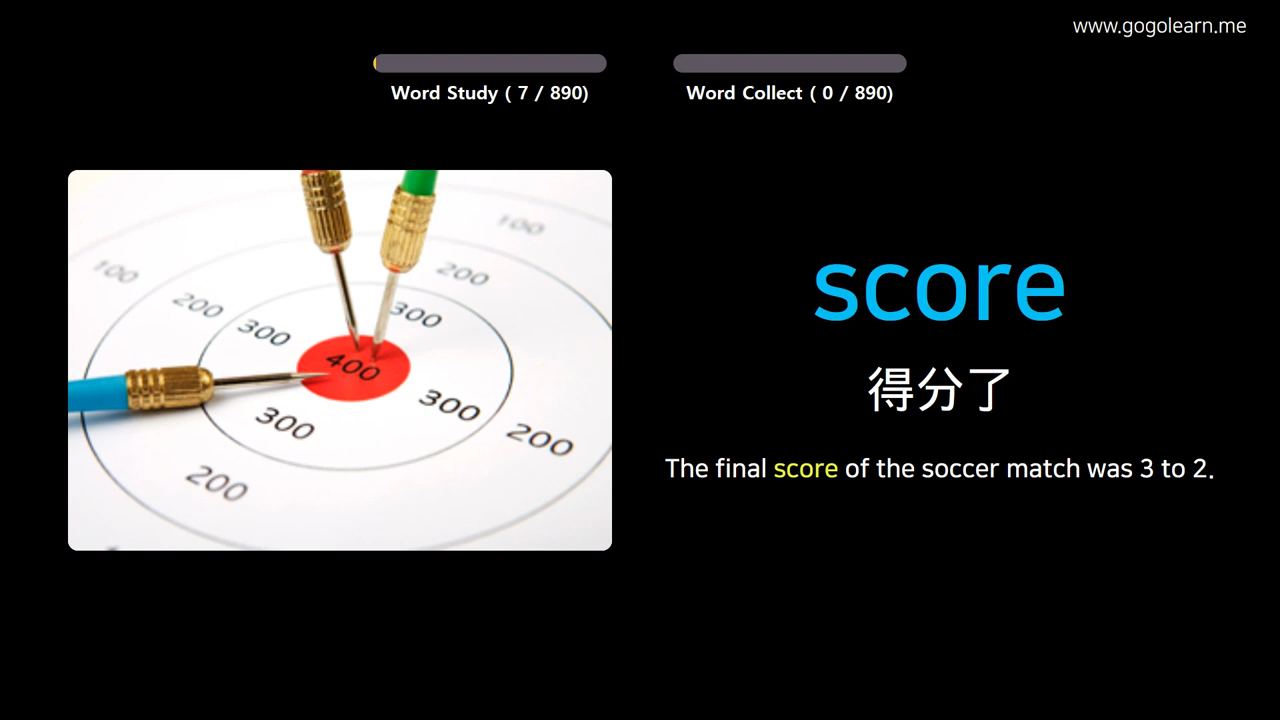 www.gogolearn.me
Word Study ( 7 / 890)
Word Collect ( 0 / 890)
100
100
200
200
300
300
400
300
300
200
200
score
得分了
The final score of the soccer match was 3 to 2.